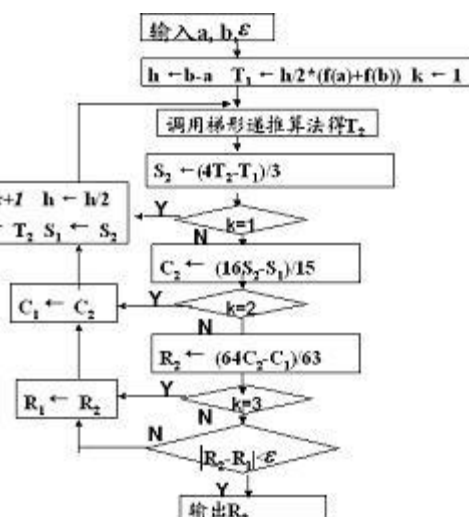 输入a, b,ε
h ←b-a T₁ ← h/2*(f(a)+f(b)) k ← 1
调用梯形递推算法得T₂
S₂ ←(4T₂-T₁)/3
+1 h ← h/2
← T₂ S₁ ← S₂
Y
k=1
N
C₂ ← (16S₂-S₁)/15
C₁ ← C₂
Y
k=2
N
R₂ ← (64C₂-C₁)/63
R₁ ← R₂
Y
k=3
N
N
|R₂-R₁|<ε
Y
输出R₂